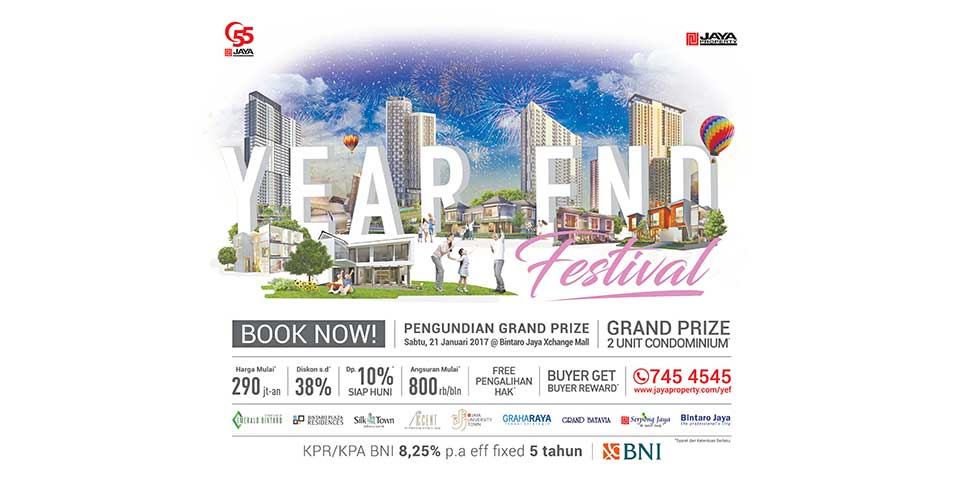 55
JAYA
JAYA
PROPERTY
YEAR END
Festival
BOOK NOW!
PENGUNDIAN GRAND PRIZE
Sabtu, 21 Januari 2017 @ Bintaro Jaya Xchange Mall
GRAND PRIZE
2 UNIT CONDOMINIUM*
Harga Mulai*
290 jt-an
Diskon s.d*
38%
Dp. 10%*
SIAP HUNI
Angsuran Mulai*
800 rb/bln
FREE
PENGALIHAN
HAK*
BUYER GET
BUYER REWARD*
745 4545
www.jayaproperty.com/yef
EMERALD BINTARO
BINTARO PLAZA
RESIDENCES
Silk Town
ACCENT
JAYA
UNIVERSITY
TOWN
GRAHARAYA
GRAND BATAVIA
Serpong Jaya
Bintaro Jaya
the professional's city
*Syarat dan Ketentuan Berlaku
KPR/KPA BNI 8,25% p.a eff fixed 5 tahun
BNI